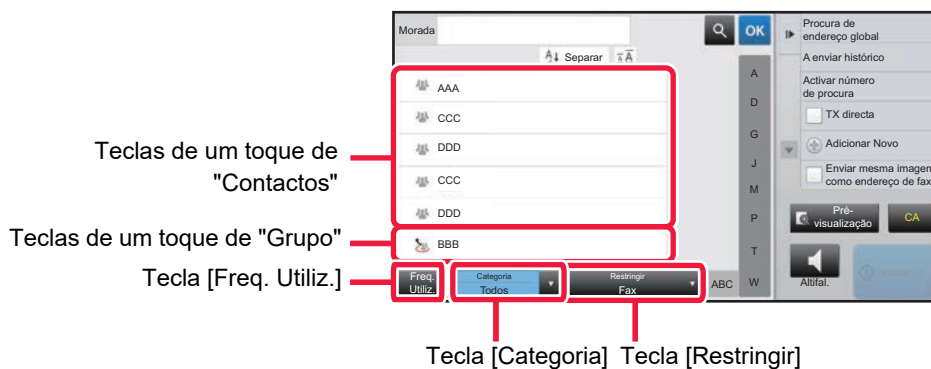 Morada
OK
Procura de
endereço global
Separar
A enviar histórico
Activar número
de procura
TX directa
Adicionar Novo
Enviar mesma imagem
como endereço de fax
Pré-
visualização
CA
Altifal.
AAA
CCC
DDD
CCC
DDD
BBB
A
D
G
J
M
P
T
W
ABC
Freq.
Utiliz.
Categoria
Todos
Restringir
Fax
Teclas de um toque de
"Contactos"
Teclas de um toque de "Grupo"
Tecla [Freq. Utiliz.]
Tecla [Categoria]
Tecla [Restringir]